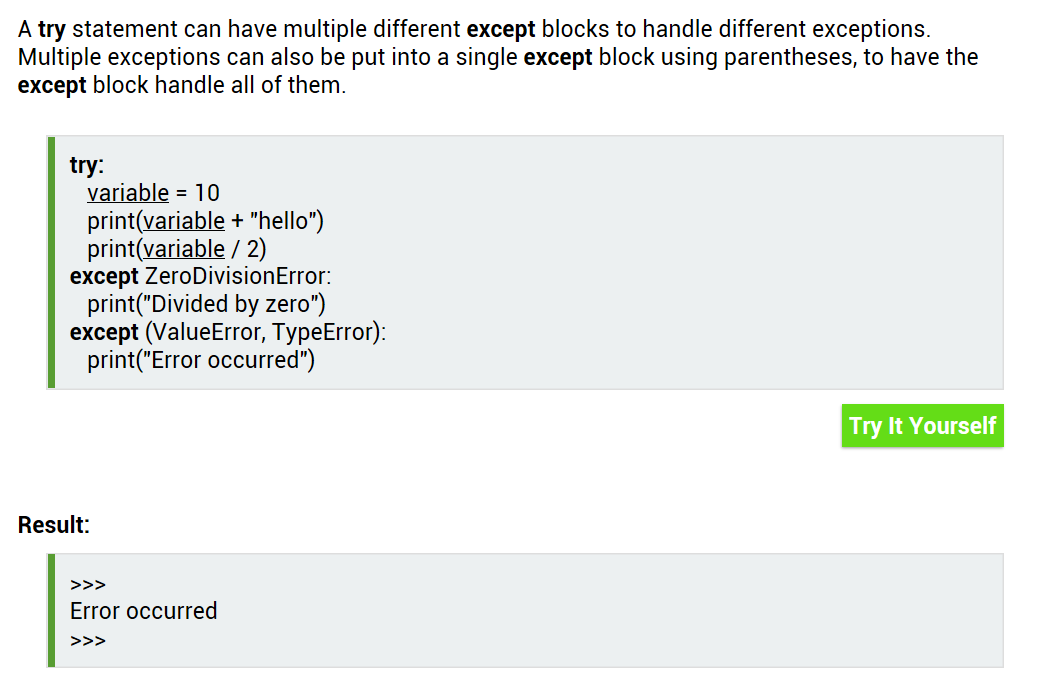 A try statement can have multiple different except blocks to handle different exceptions.
Multiple exceptions can also be put into a single except block using parentheses, to have the
except block handle all of them.
try:
   variable = 10
   print(variable + "hello")
   print(variable / 2)
except ZeroDivisionError:
   print("Divided by zero")
except (ValueError, TypeError):
   print("Error occurred")
Try It Yourself
Result:
>>>
Error occurred
>>>